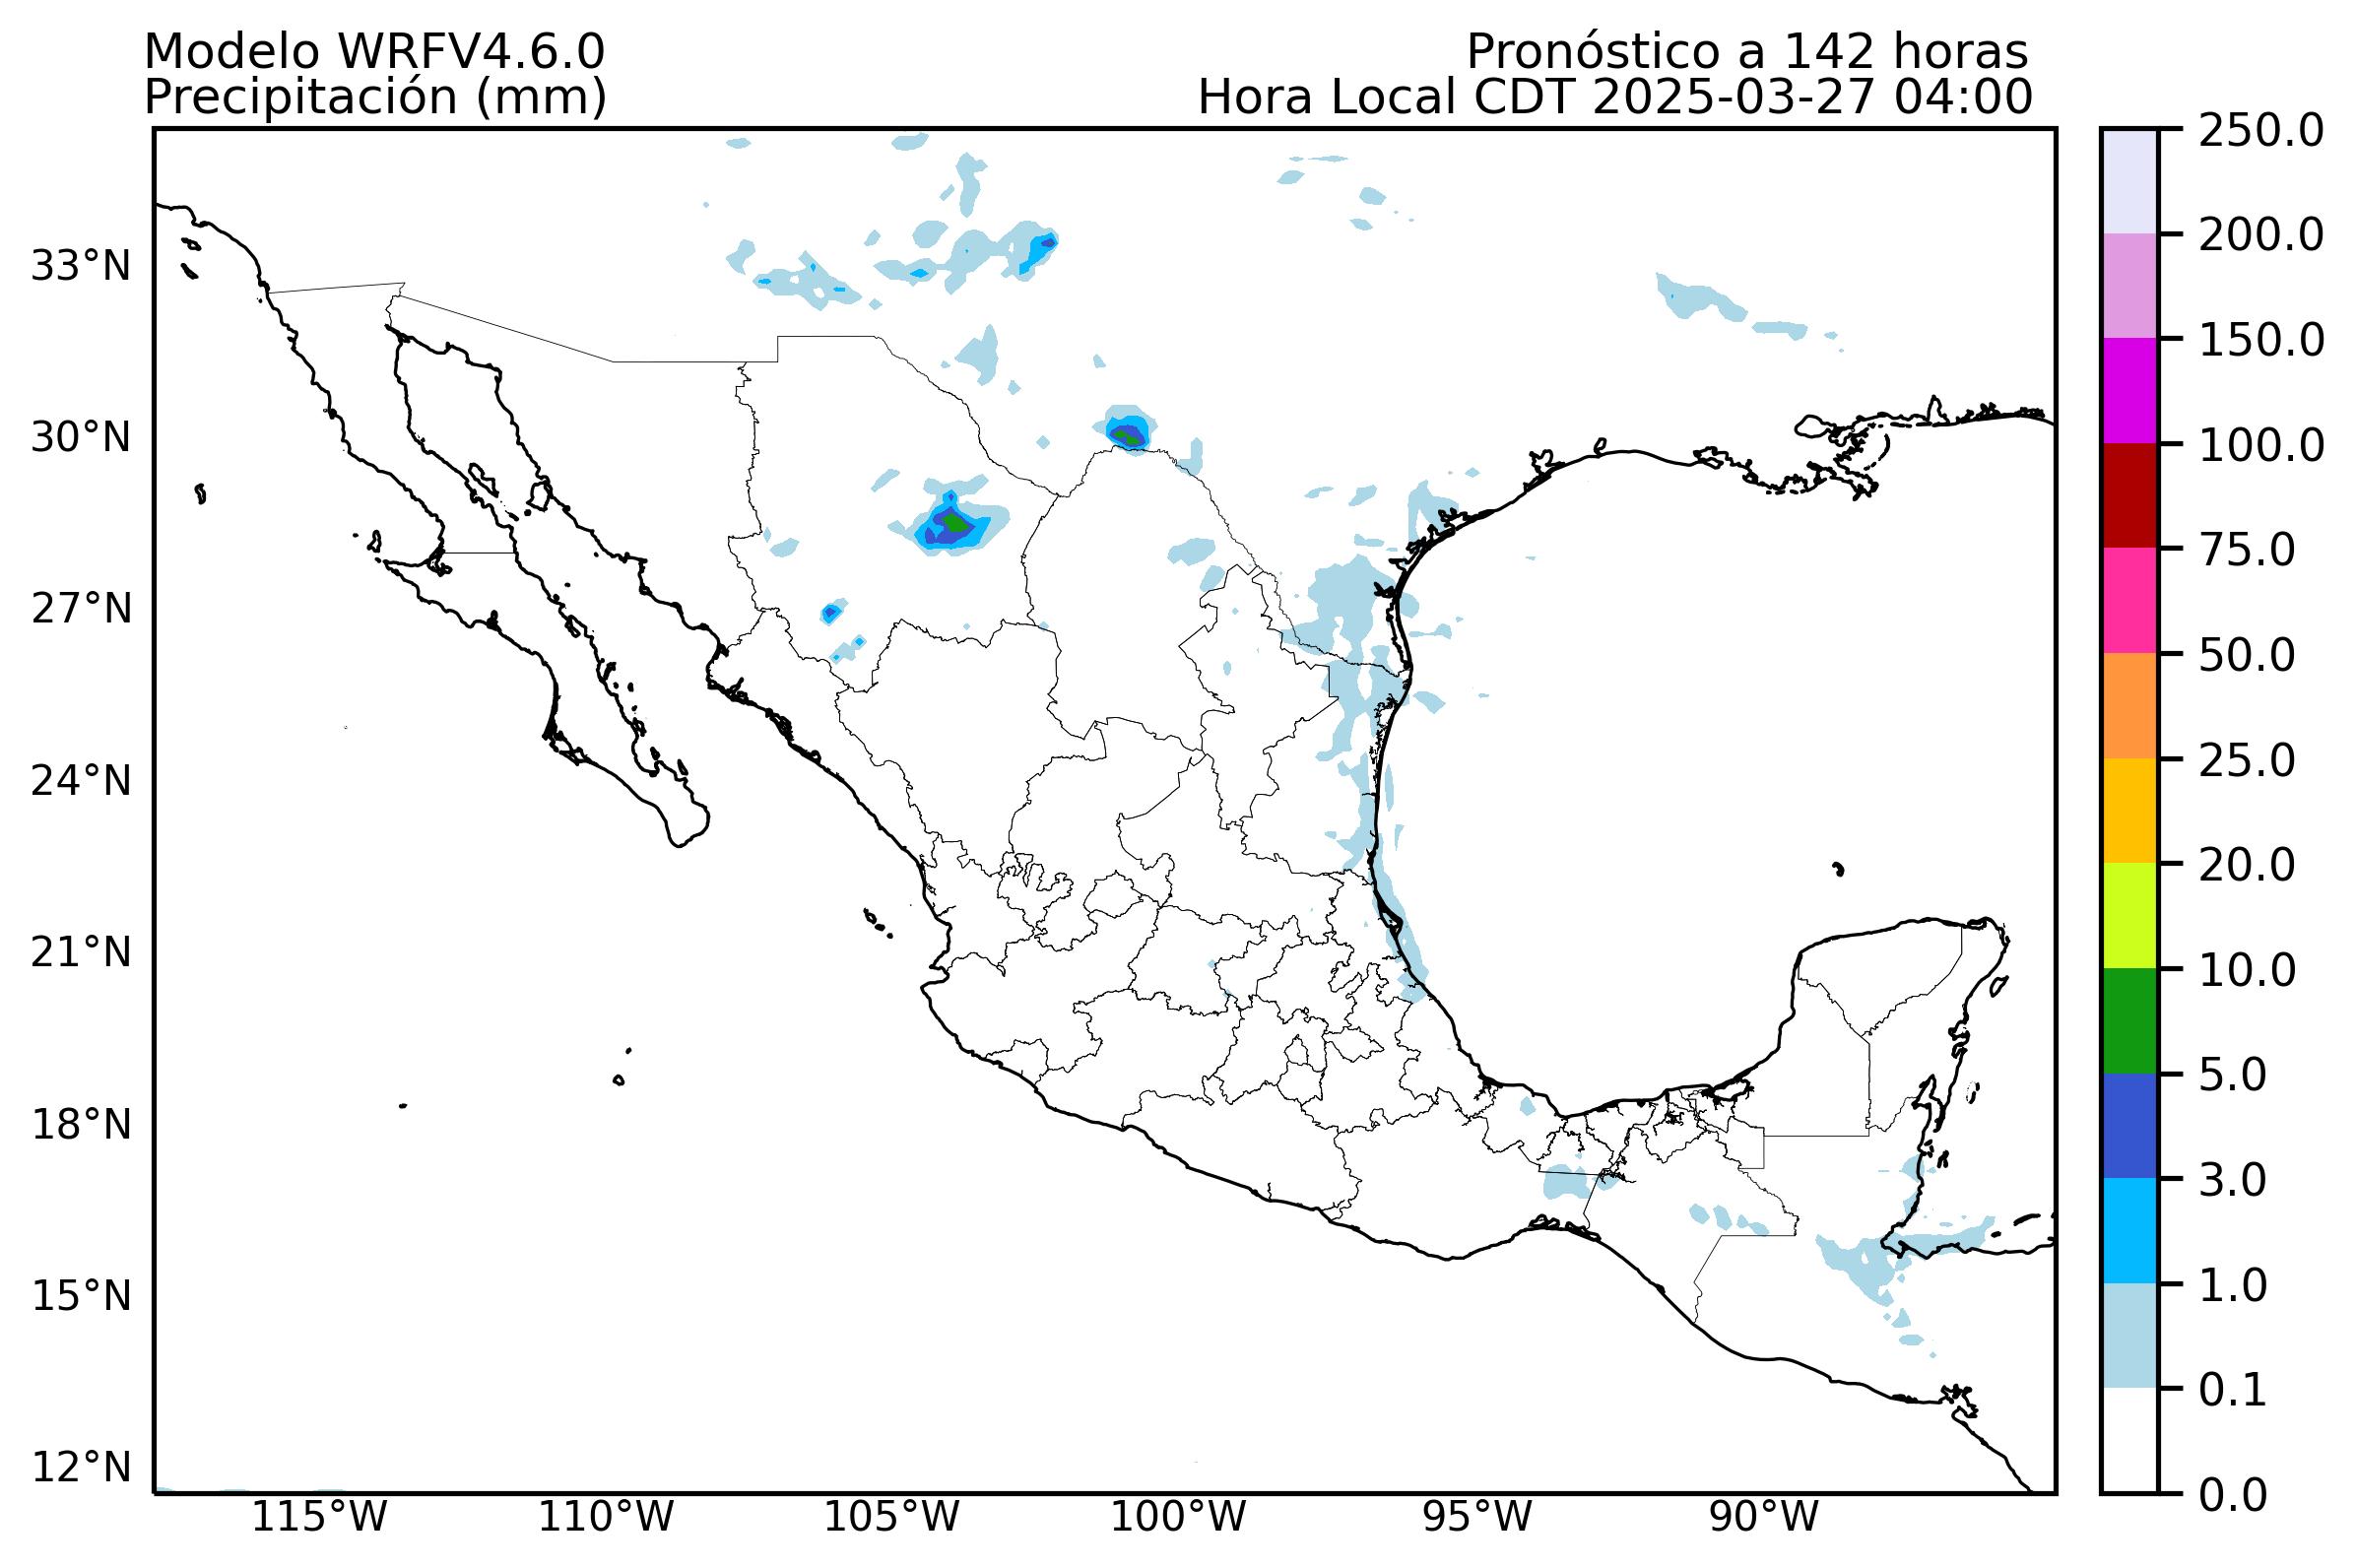 Modelo WRFV4.6.0
Precipitación (mm)
Pronóstico a 142 horas
Hora Local CDT 2025-03-27 04:00
33°N
30°N
27°N
24°N
21°N
18°N
15°N
12°N
115°W
110°W
105°W
100°W
95°W
90°W
250.0
200.0
150.0
100.0
75.0
50.0
25.0
20.0
10.0
5.0
3.0
1.0
0.1
0.0